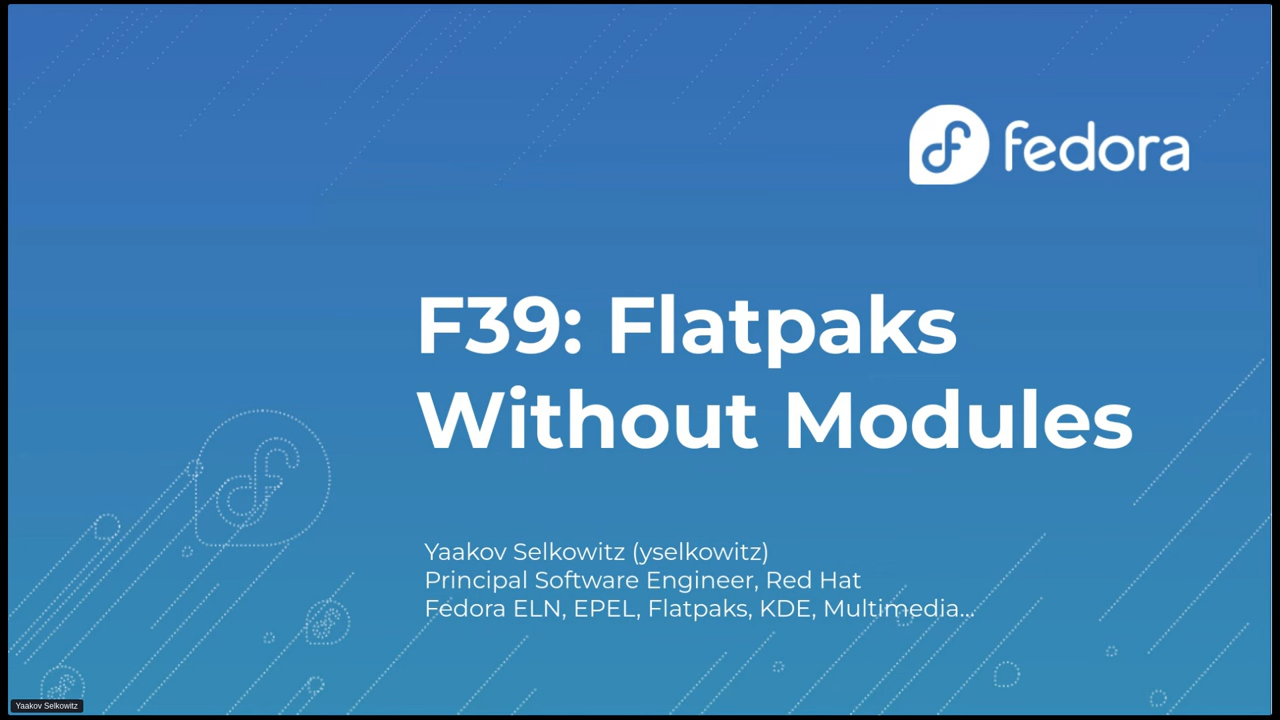 fedora
F39: Flatpaks
Without Modules
Yaakov Selkowitz (yselkowitz)
Principal Software Engineer, Red Hat
Fedora ELN, EPEL, Flatpaks, KDE, Multimedia...
Yaakov Selkowitz